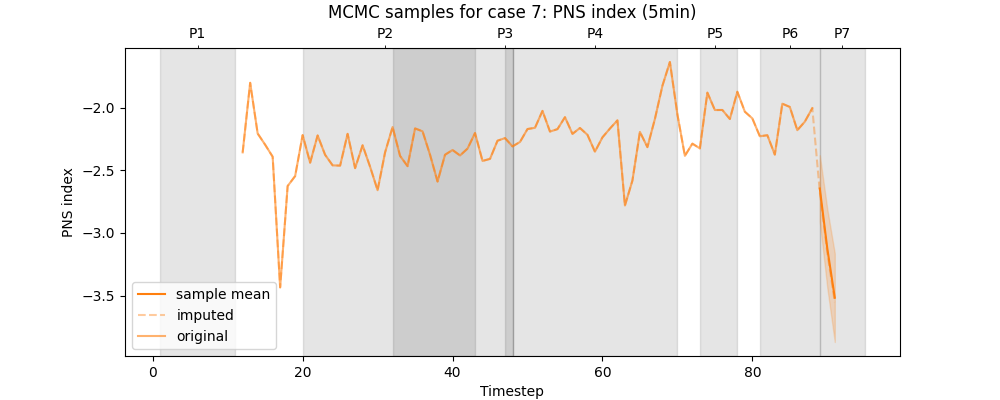 MCMC samples for case 7: PNS index (5min)
P1 P2 P3 P4 P5 P6 P7
PNS index
−2.0
−2.5
−3.0
−3.5
sample mean
imputed
original
0 20 40 60 80
Timestep